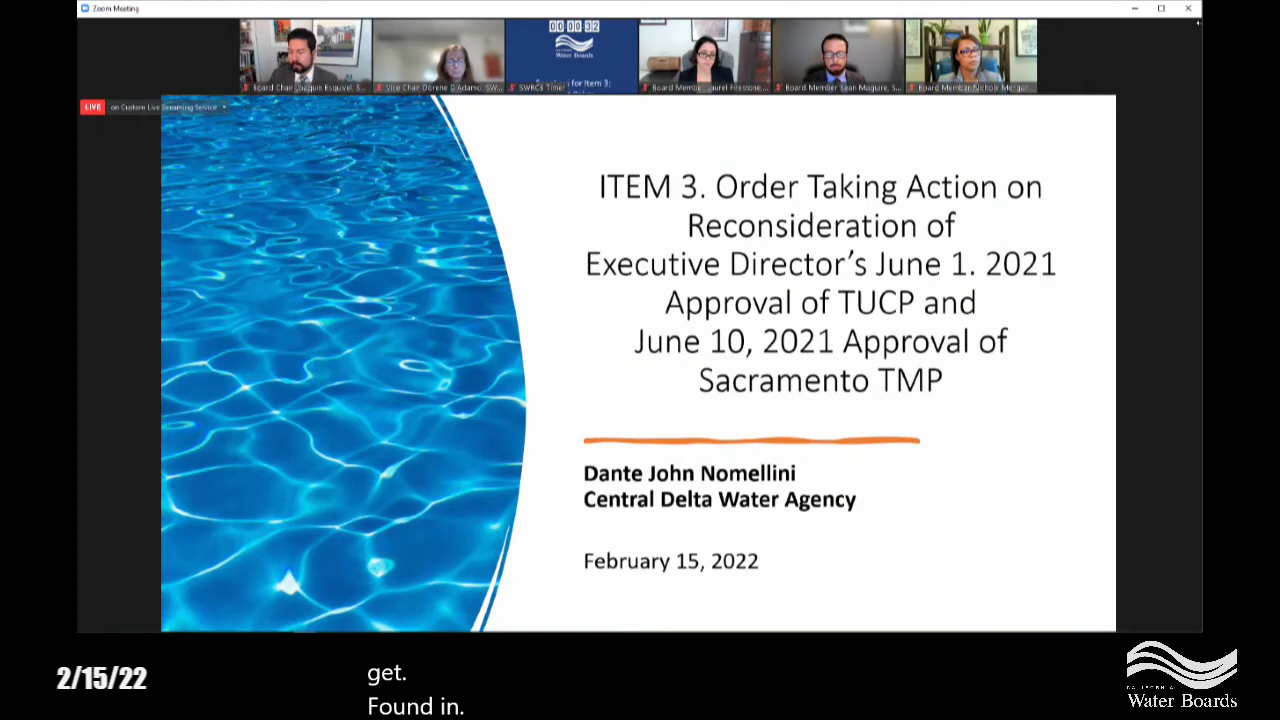 Zoom Meeting
00:00:32
Water Boards
for Item 3:
Board Chair Joaquin Esquivel, S...
Vice Chair Dorene D'Adamo, SW...
SWRCB Timer
Board Member Laurel Firestone,...
Board Member Sean Maguire, S...
Board Member Nichole Morgan
LIVE on Custom Live Streaming Service
ITEM 3. Order Taking Action on
Reconsideration of
Executive Director's June 1. 2021
Approval of TUCP and
June 10, 2021 Approval of
Sacramento TMP
Dante John Nomellini
Central Delta Water Agency
February 15, 2022
2/15/22
get.
Found in.
CALIFORNIA
Water Boards